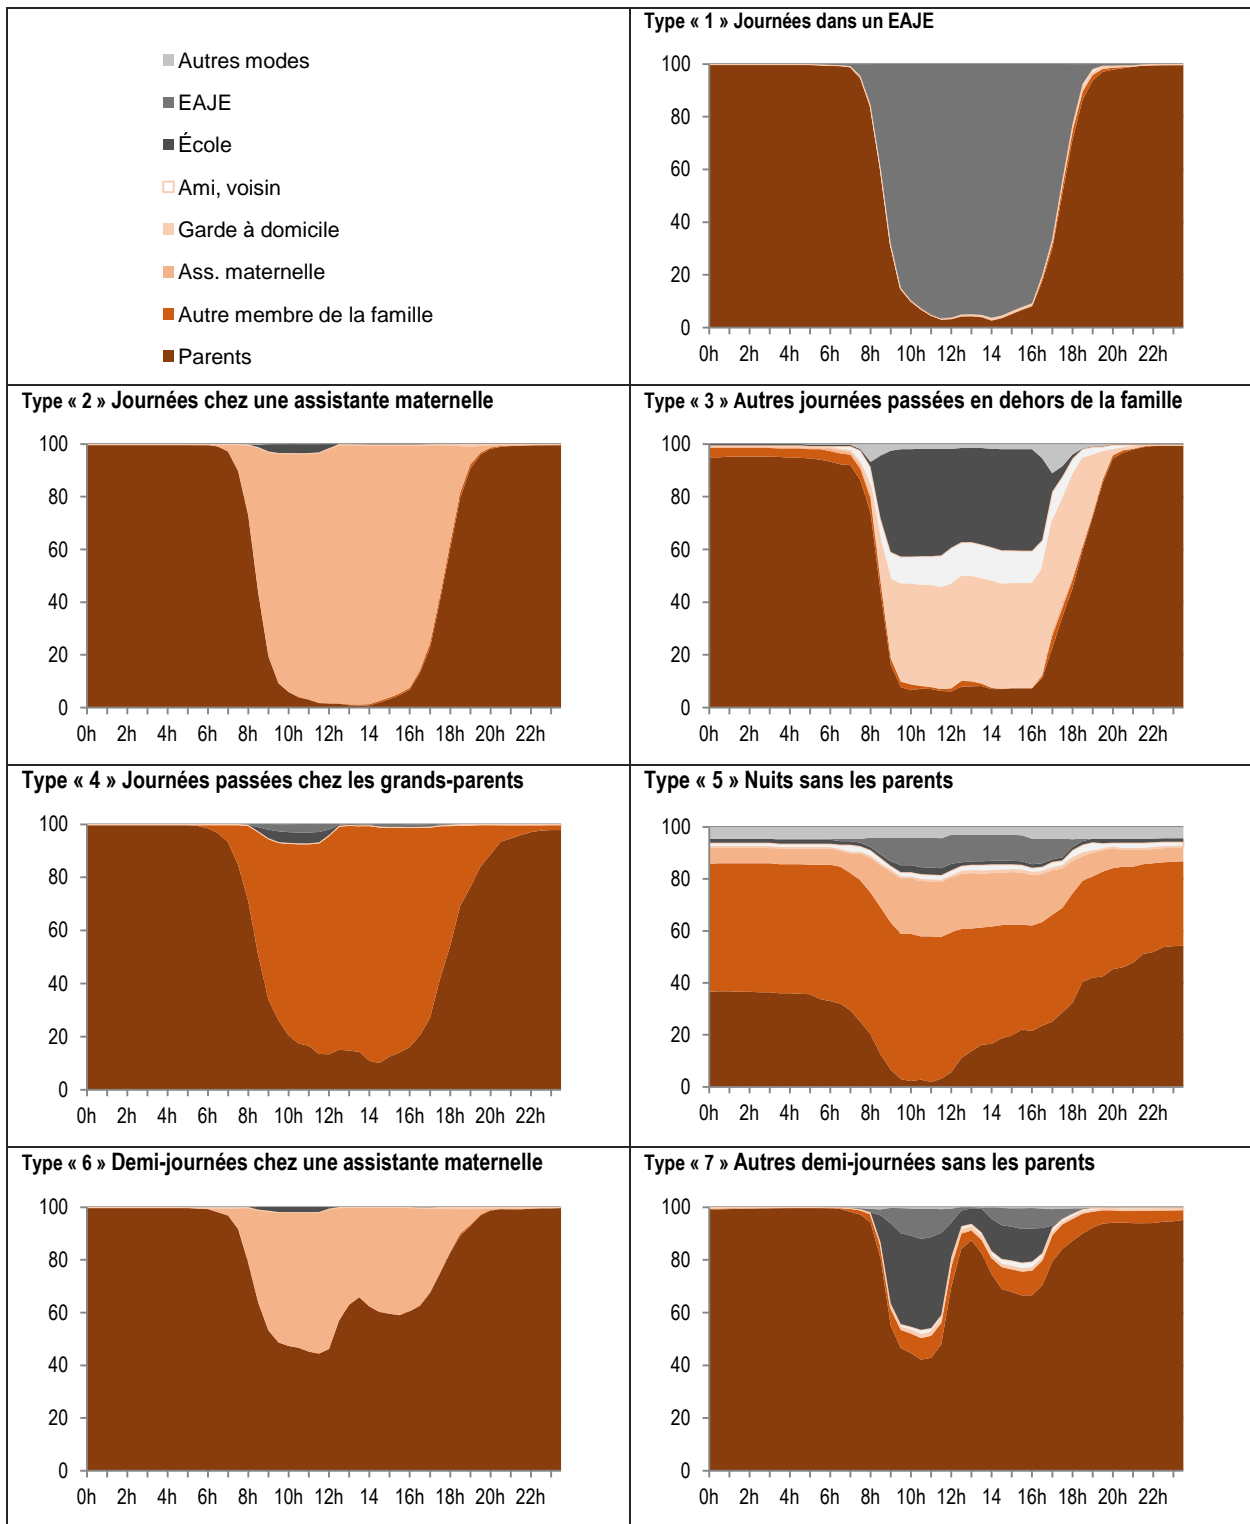 Autres modes
EAJE
École
Ami, voisin
Garde à domicile
Ass. maternelle
Autre membre de la famille
Parents
Type « 1 » Journées dans un EAJE
100
80
60
40
20
0
0h 2h 4h 6h 8h 10h 12h 14 16h 18h 20h 22h
Type « 2 » Journées chez une assistante maternelle
100
80
60
40
20
0
0h 2h 4h 6h 8h 10h 12h 14 16h 18h 20h 22h
Type « 3 » Autres journées passées en dehors de la famille
100
80
60
40
20
0
0h 2h 4h 6h 8h 10h 12h 14 16h 18h 20h 22h
Type « 4 » Journées passées chez les grands-parents
100
80
60
40
20
0
0h 2h 4h 6h 8h 10h 12h 14 16h 18h 20h 22h
Type « 5 » Nuits sans les parents
100
80
60
40
20
0
0h 2h 4h 6h 8h 10h 12h 14 16h 18h 20h 22h
Type « 6 » Demi-journées chez une assistante maternelle
100
80
60
40
20
0
0h 2h 4h 6h 8h 10h 12h 14 16h 18h 20h 22h
Type « 7 » Autres demi-journées sans les parents
100
80
60
40
20
0
0h 2h 4h 6h 8h 10h 12h 14 16h 18h 20h 22h